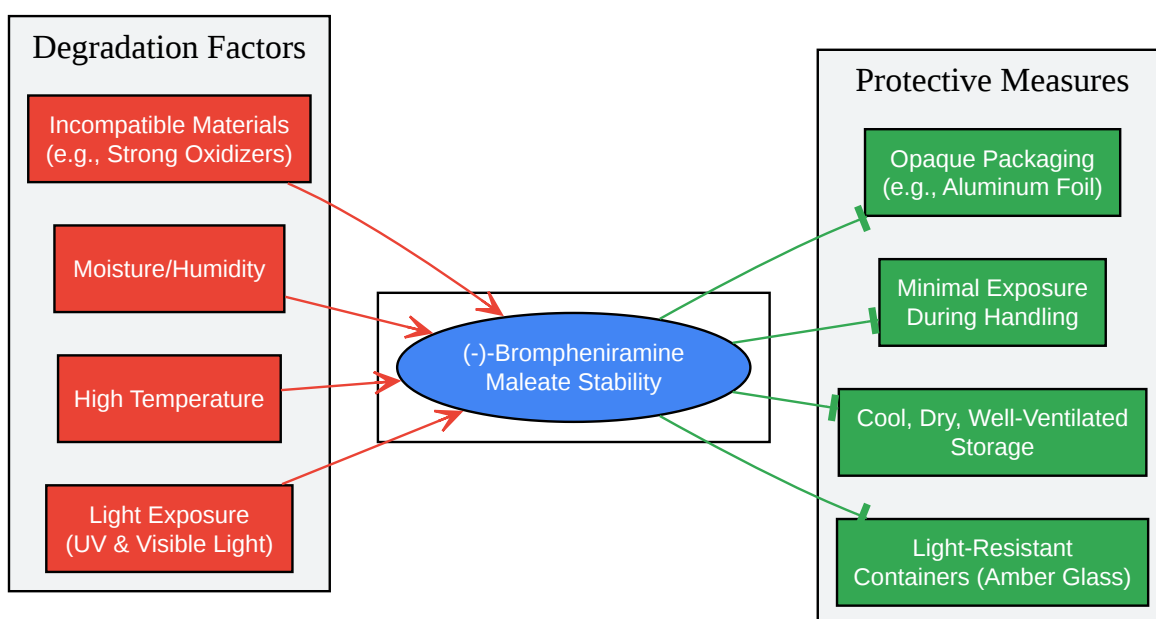 Degradation Factors
Incompatible Materials
(e.g., Strong Oxidizers)
Moisture/Humidity
High Temperature
Light Exposure
(UV & Visible Light)
(-)-Brompheniramine
Maleate Stability
Protective Measures
Opaque Packaging
(e.g., Aluminum Foil)
Minimal Exposure
During Handling
Cool, Dry, Well-Ventilated
Storage
Light-Resistant
Containers (Amber Glass)